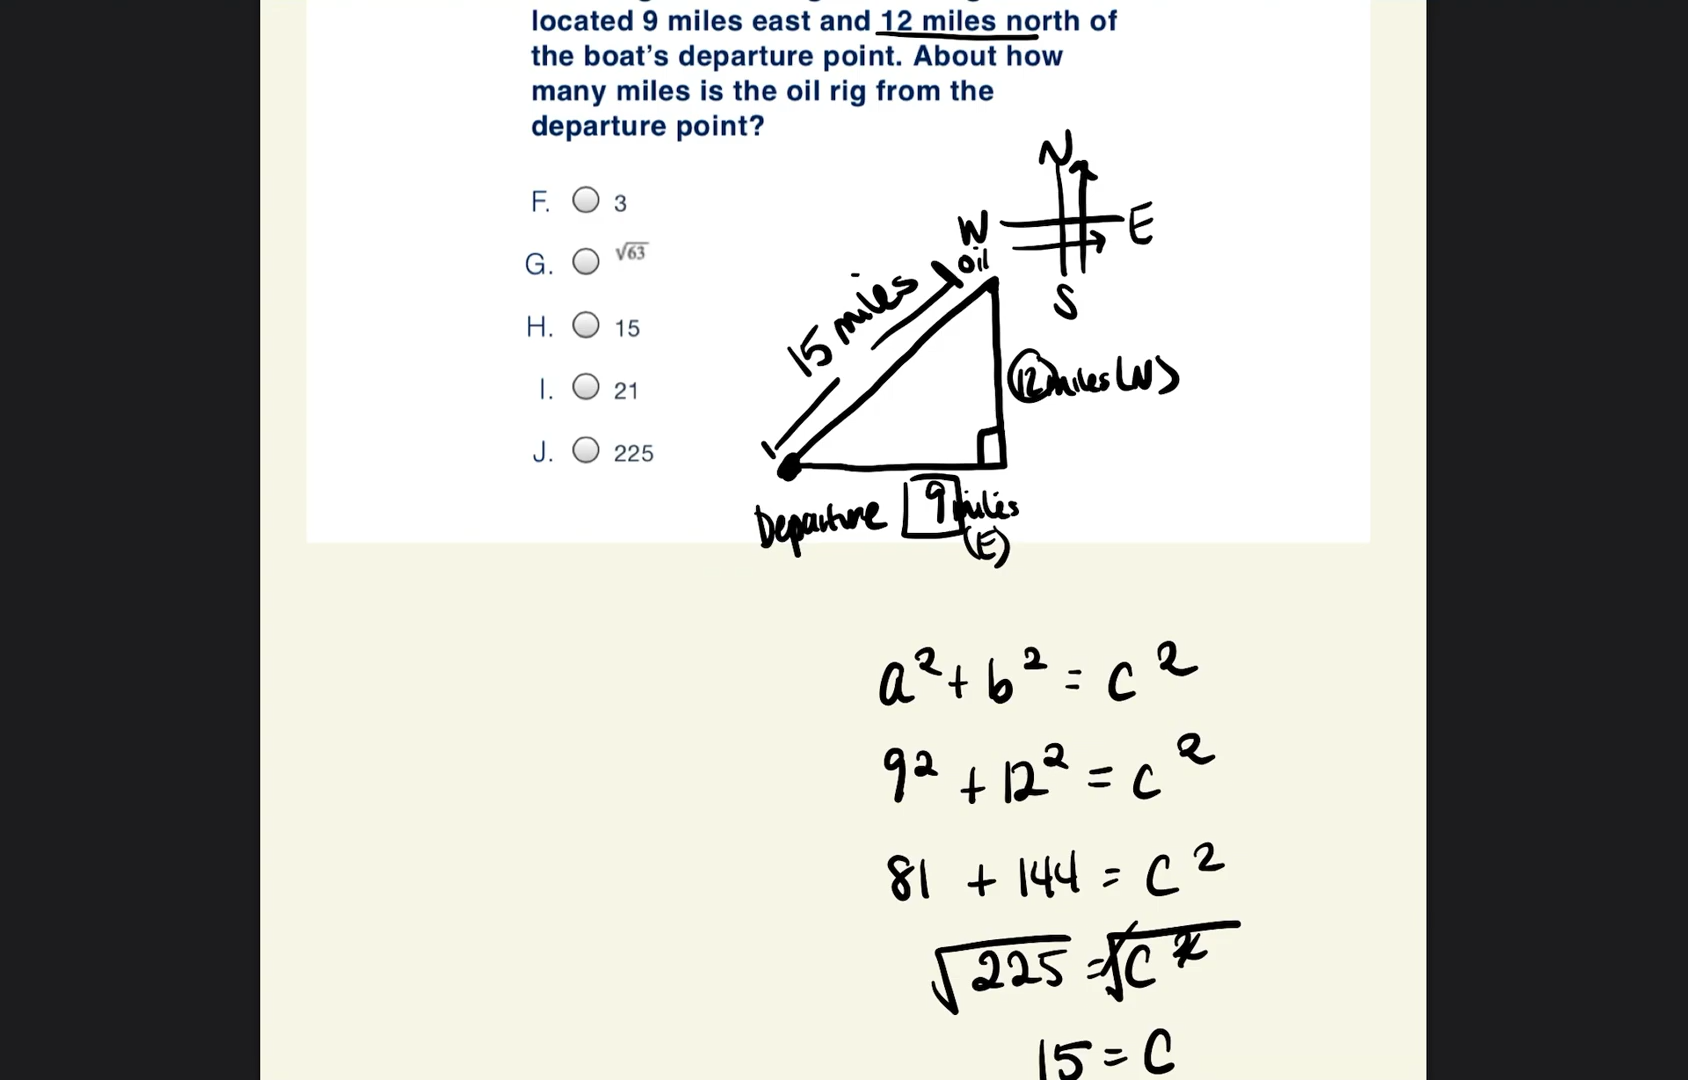 located 9 miles east and 12 miles north of
the boat's departure point. About how
many miles is the oil rig from the
departure point?
F. 3
G. √63
H. 15
I. 21
J. 225
N
W
E
S
oil
15 miles
12 miles (N)
Departure
9 miles
(E)
a² + b² = c²
9² + 12² = c²
81 + 144 = c²
√225 = √c²
15 = c